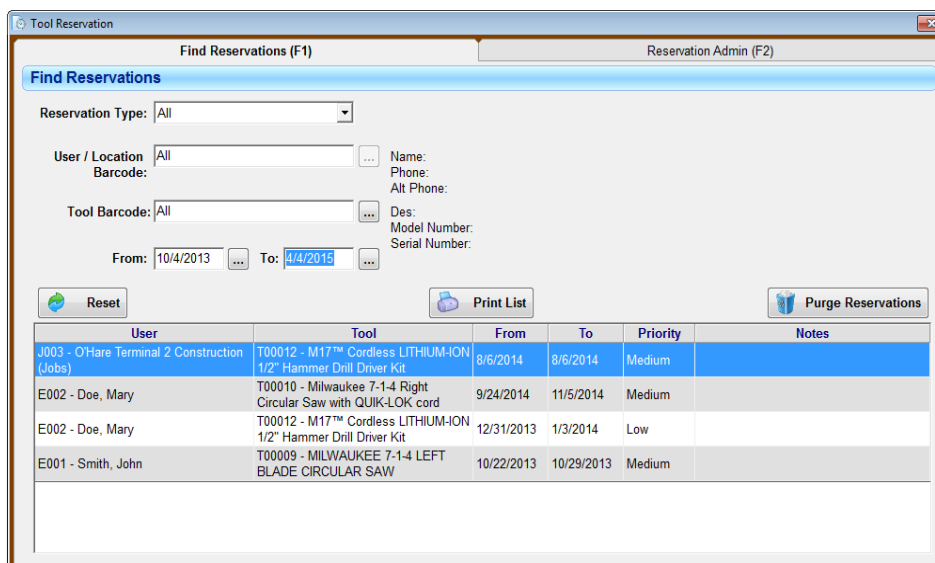 Tool Reservation
Find Reservations (F1)
Reservation Admin (F2)
Find Reservations
Reservation Type: All
User / Location
Barcode:
All
...
Name:
Phone:
Alt Phone:
Tool Barcode: All
...
Des:
Model Number:
Serial Number:
From: 10/4/2013 ... To: 4/4/2015 ...
Reset
Print List
Purge Reservations
User Tool From To Priority Notes
J003 - O'Hare Terminal 2 Construction
(Jobs)
T00012 - M17™ Cordless LITHIUM-ION
1/2" Hammer Drill Driver Kit
8/6/2014 8/6/2014 Medium
E002 - Doe, Mary
T00010 - Milwaukee 7-1-4 Right
Circular Saw with QUIK-LOK cord
9/24/2014 11/5/2014 Medium
E002 - Doe, Mary
T00012 - M17™ Cordless LITHIUM-ION
1/2" Hammer Drill Driver Kit
12/31/2013 1/3/2014 Low
E001 - Smith, John
T00009 - MILWAUKEE 7-1-4 LEFT
BLADE CIRCULAR SAW
10/22/2013 10/29/2013 Medium